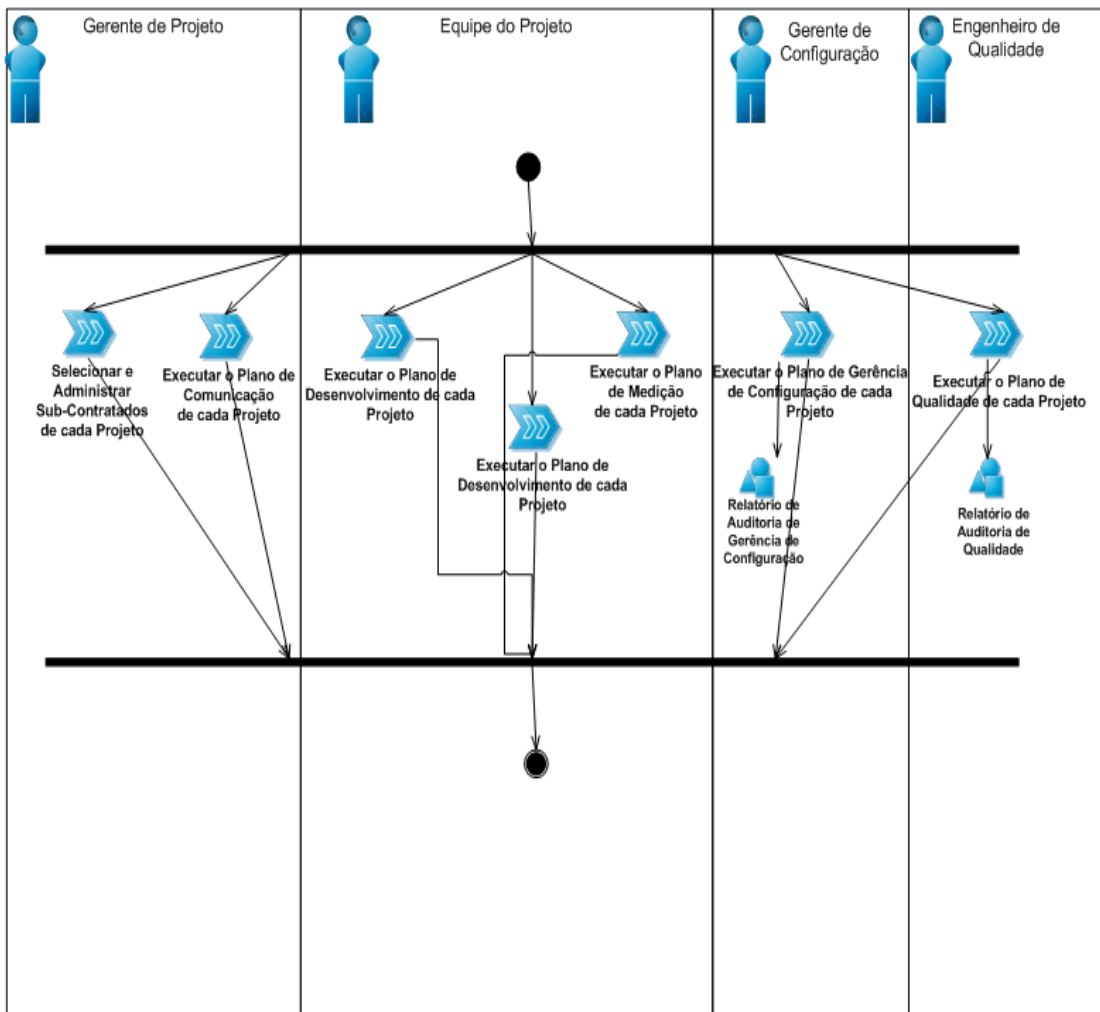 Gerente de Projeto
Equipe do Projeto
Gerente de
Configuração
Engenheiro de
Qualidade
Selecionar e
Administrar
Sub-Contratados
de cada Projeto
Executar o Plano de
Comunicação
de cada Projeto
Executar o Plano de
Desenvolvimento de cada
Projeto
Executar o Plano
de Medição
de cada Projeto
Executar o Plano de Gerência
de Configuração de cada
Projeto
Executar o Plano de
Qualidade de cada Projeto
Executar o Plano de
Desenvolvimento de cada
Projeto
Relatório de
Auditoria de
Gerência de
Configuração
Relatório de
Auditoria de
Qualidade